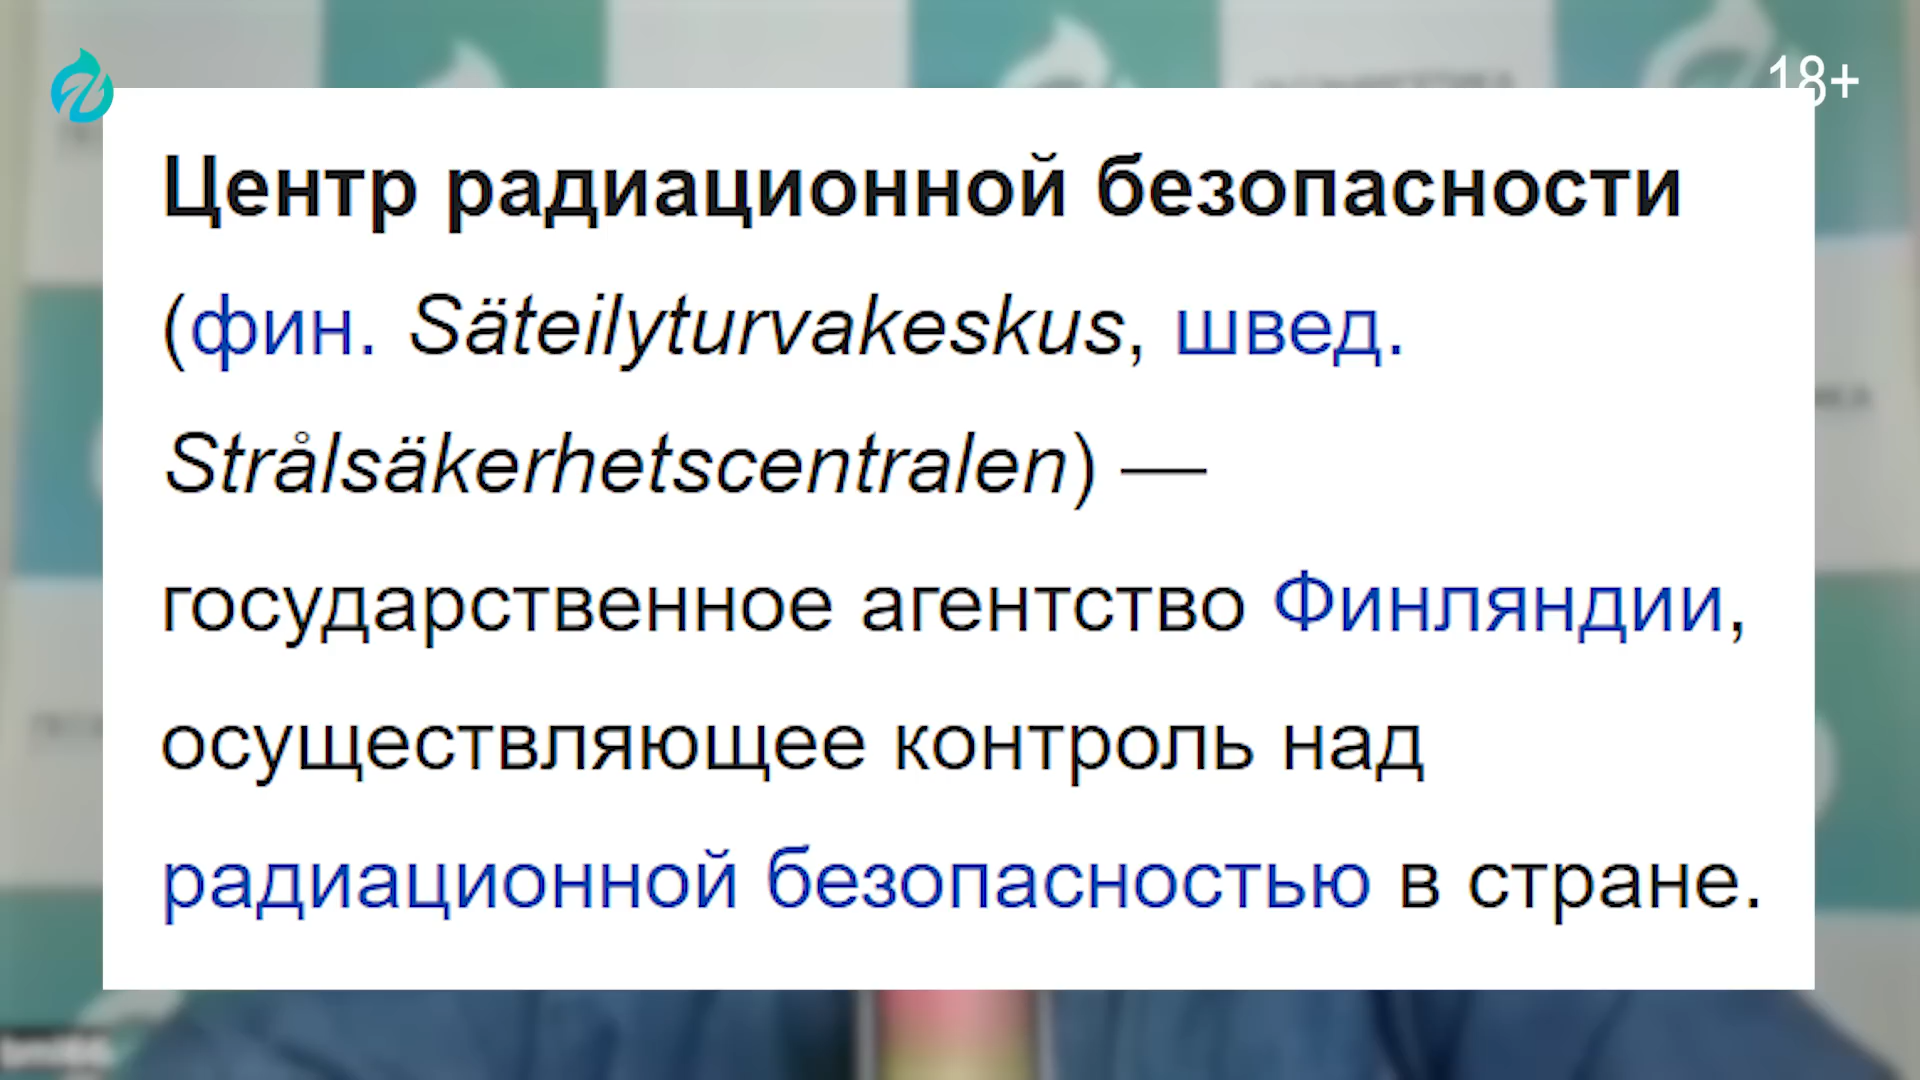 18+
Центр радиационной безопасности
(фин. Säteilyturvakeskus, швед.
Strålsäkerhetscentralen) —
государственное агентство Финляндии,
осуществляющее контроль над
радиационной безопасностью в стране.